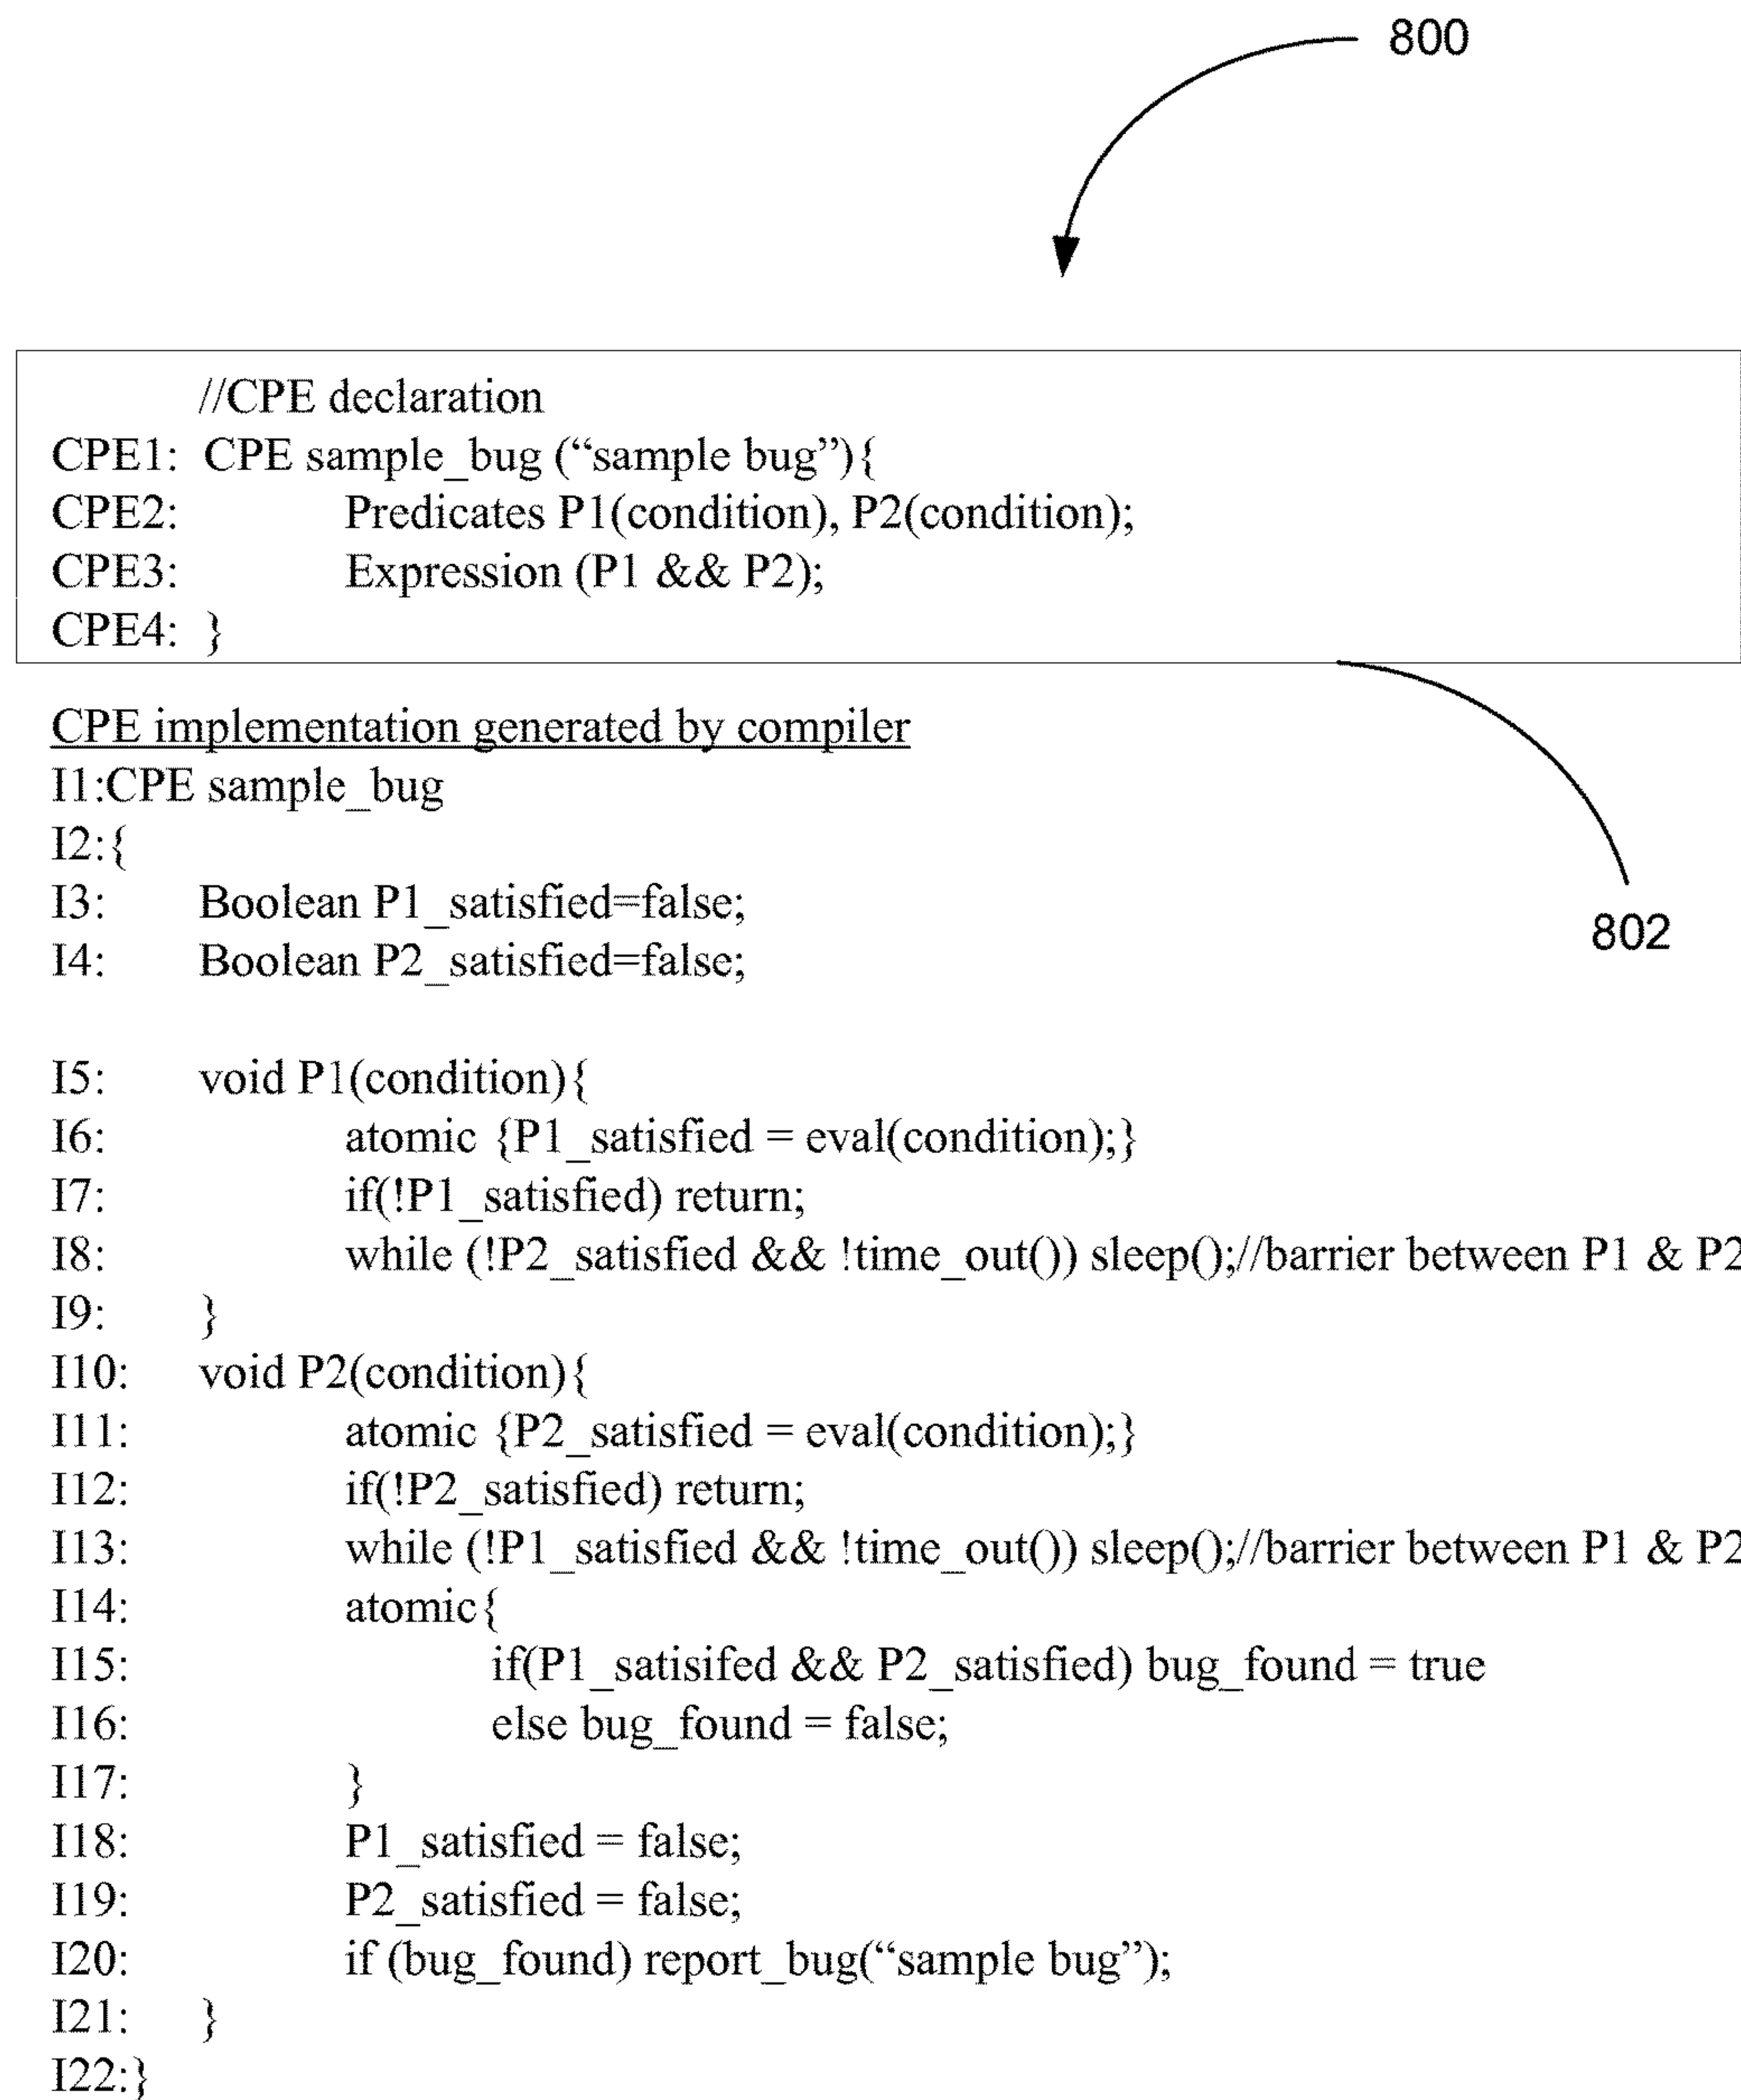 800
//CPE declaration
CPE1: CPE sample_bug (“sample bug”){
CPE2: Predicates P1(condition), P2(condition);
CPE3: Expression (P1 && P2);
CPE4: }
CPE implementation generated by compiler
I1:CPE sample_bug
I2:{
I3: Boolean P1_satisfied=false;
802
I4: Boolean P2_satisfied=false;
I5: void P1(condition){
I6: atomic {P1_satisfied = eval(condition);}
I7: if(!P1_satisfied) return;
I8: while (!P2_satisfied && !time_out()) sleep();//barrier between P1 & P2
I9: }
I10: void P2(condition){
I11: atomic {P2_satisfied = eval(condition);}
I12: if(!P2_satisfied) return;
I13: while (!P1_satisfied && !time_out()) sleep();//barrier between P1 & P2
I14: atomic{
I15: if(P1_satisifed && P2_satisfied) bug_found = true
I16: else bug_found = false;
I17: }
I18: P1_satisfied = false;
I19: P2_satisfied = false;
I20: if (bug_found) report_bug(“sample bug”);
I21: }
I22:}